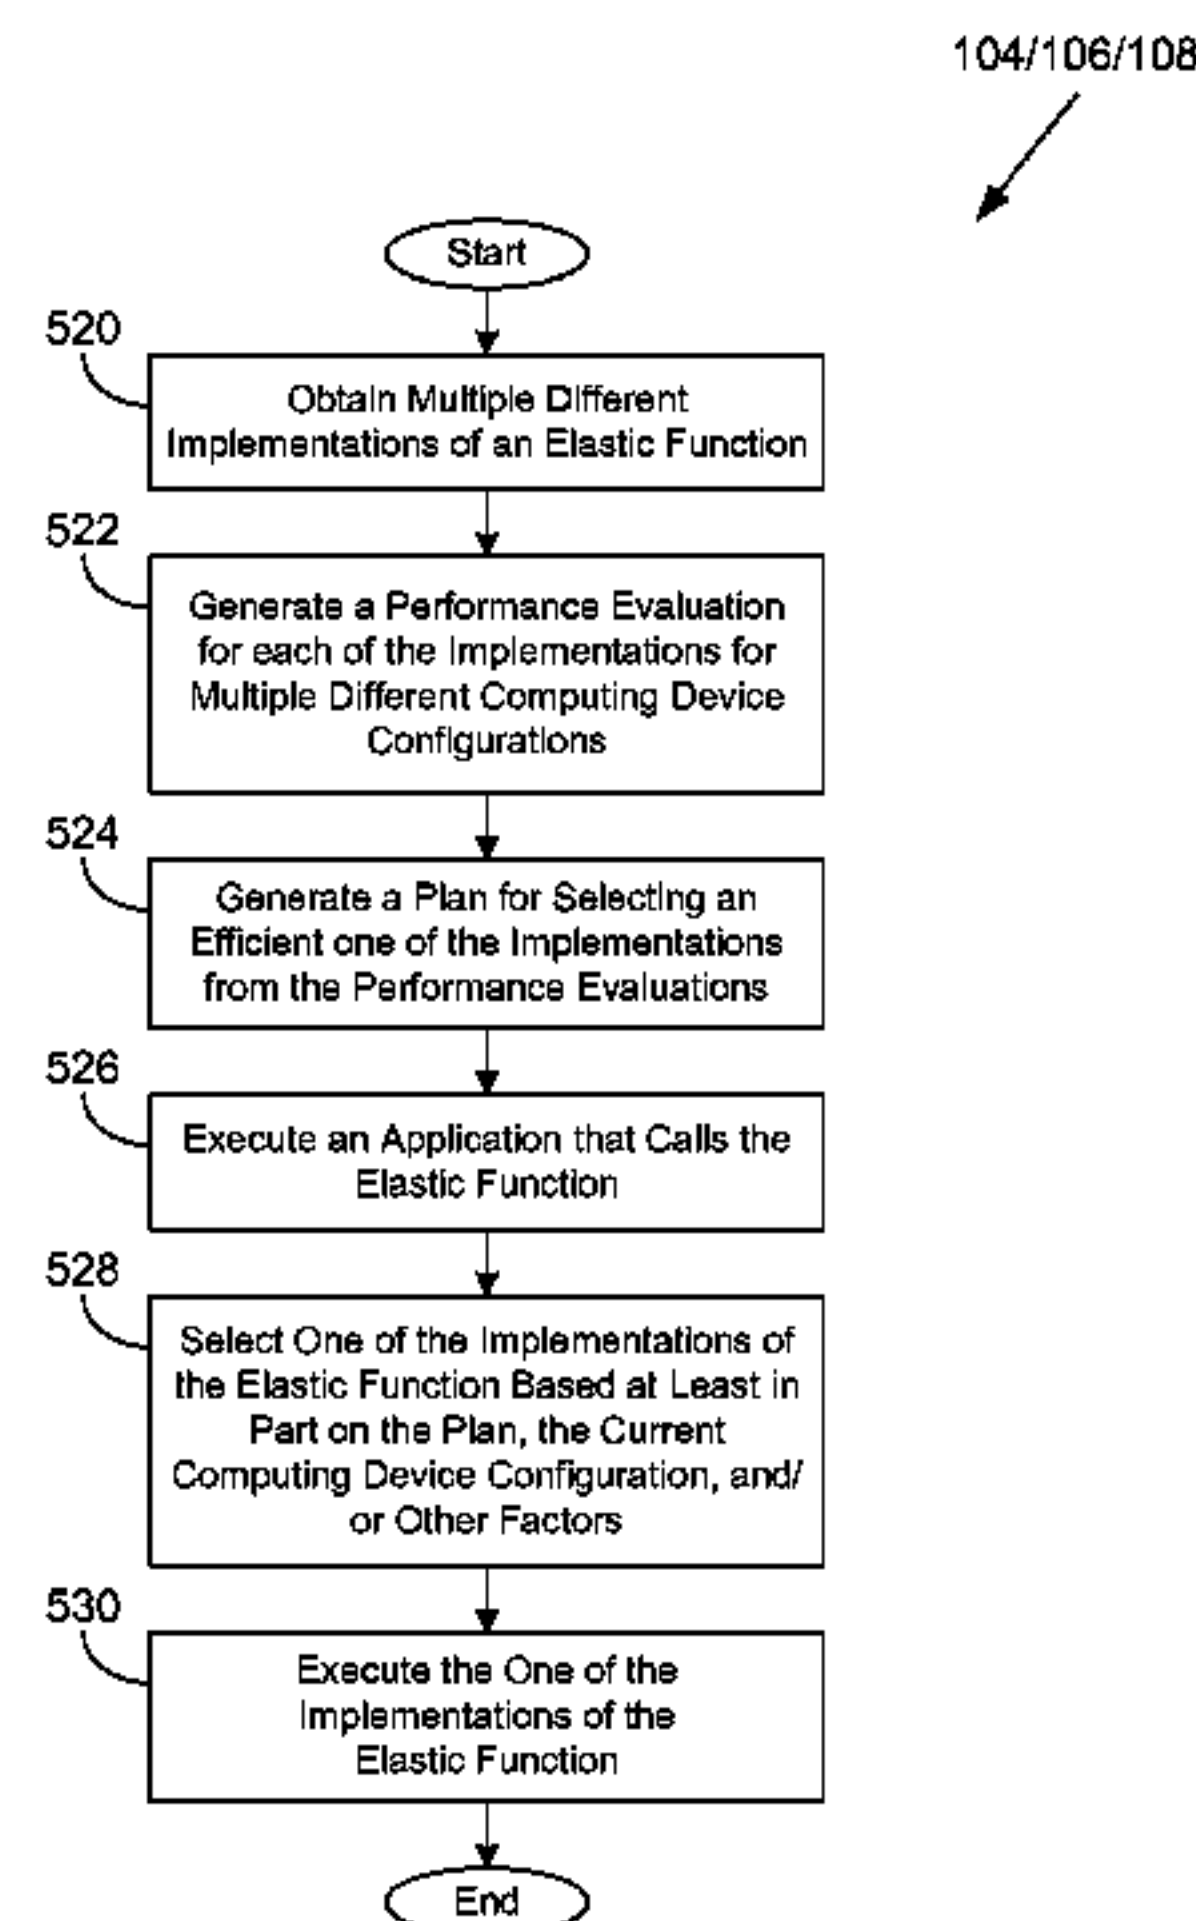 104/106/108
Start
520
Obtain Multiple Different
Implementations of an Elastic Function
522
Generate a Performance Evaluation
for each of the Implementations for
Multiple Different Computing Device
Configurations
524
Generate a Plan for Selecting an
Efficient one of the Implementations
from the Performance Evaluations
526
Execute an Application that Calls the
Elastic Function
528
Select One of the Implementations of
the Elastic Function Based at Least in
Part on the Plan, the Current
Computing Device Configuration, and/
or Other Factors
530
Execute the One of the
Implementations of the
Elastic Function
End